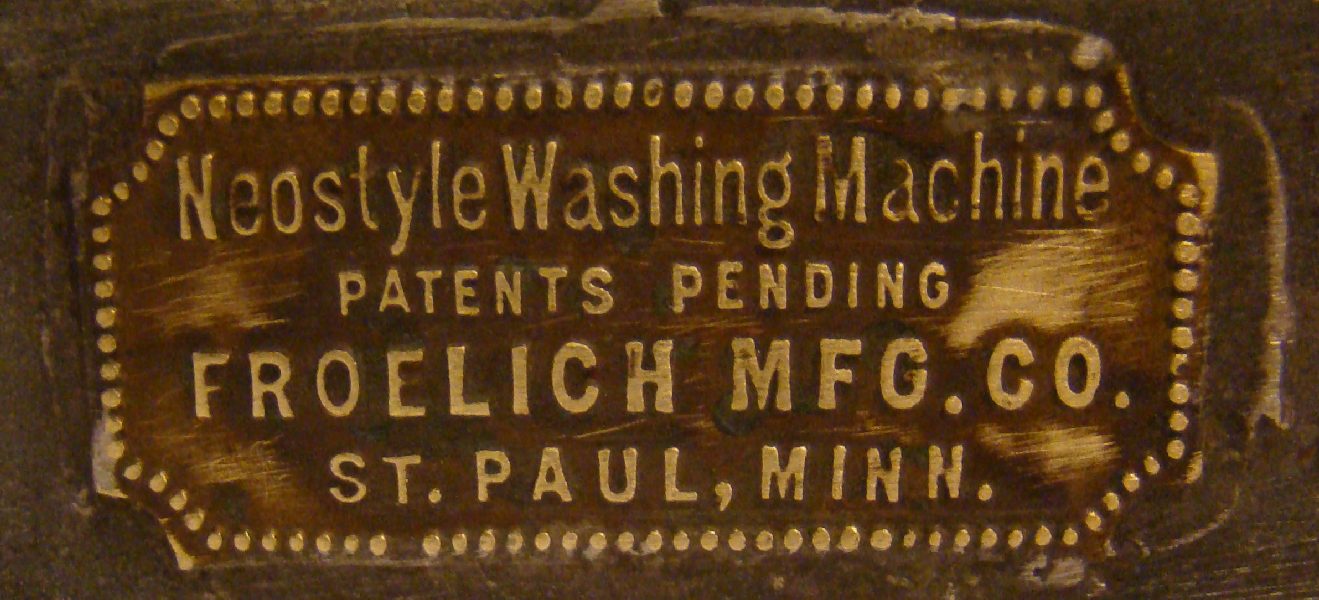 Neostyle Washing Machine
PATENTS PENDING
FROELICH MFG. CO.
ST. PAUL, MINN.